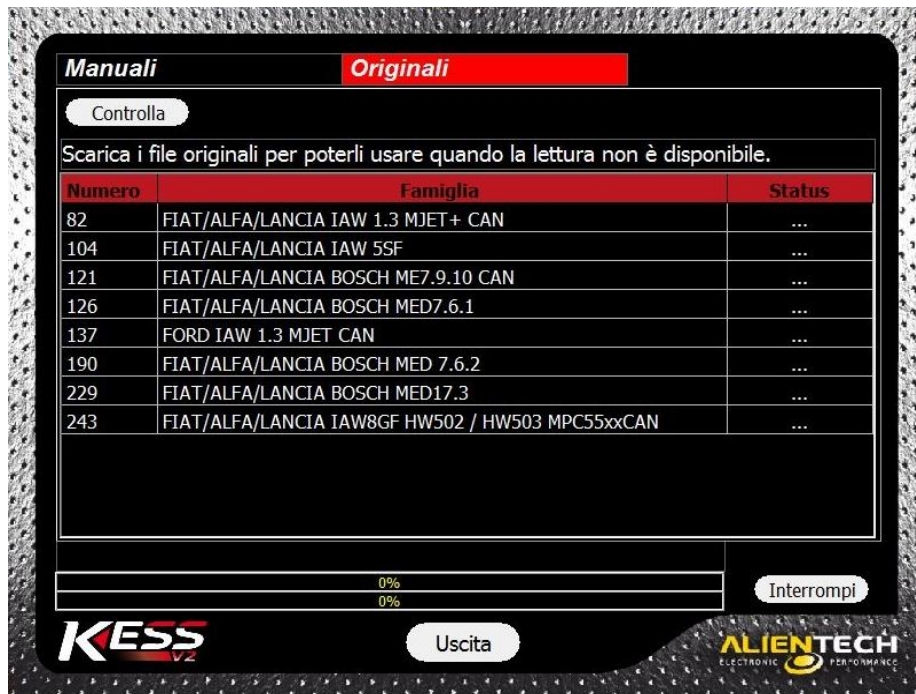 Manuali Originali
Controlla
Scarica i file originali per poterli usare quando la lettura non è disponibile.
Numero Famiglia Status
82 FIAT/ALFA/LANCIA IAW 1.3 MJET+ CAN ...
104 FIAT/ALFA/LANCIA IAW 5SF ...
121 FIAT/ALFA/LANCIA BOSCH ME7.9.10 CAN ...
126 FIAT/ALFA/LANCIA BOSCH MED7.6.1 ...
137 FORD IAW 1.3 MJET CAN ...
190 FIAT/ALFA/LANCIA BOSCH MED 7.6.2 ...
229 FIAT/ALFA/LANCIA BOSCH MED17.3 ...
243 FIAT/ALFA/LANCIA IAW8GF HW502 / HW503 MPC55xxCAN ...
0%
0%
Interrompi
KESS V2
Uscita
ALIENTECH
ELECTRONIC PERFORMANCE